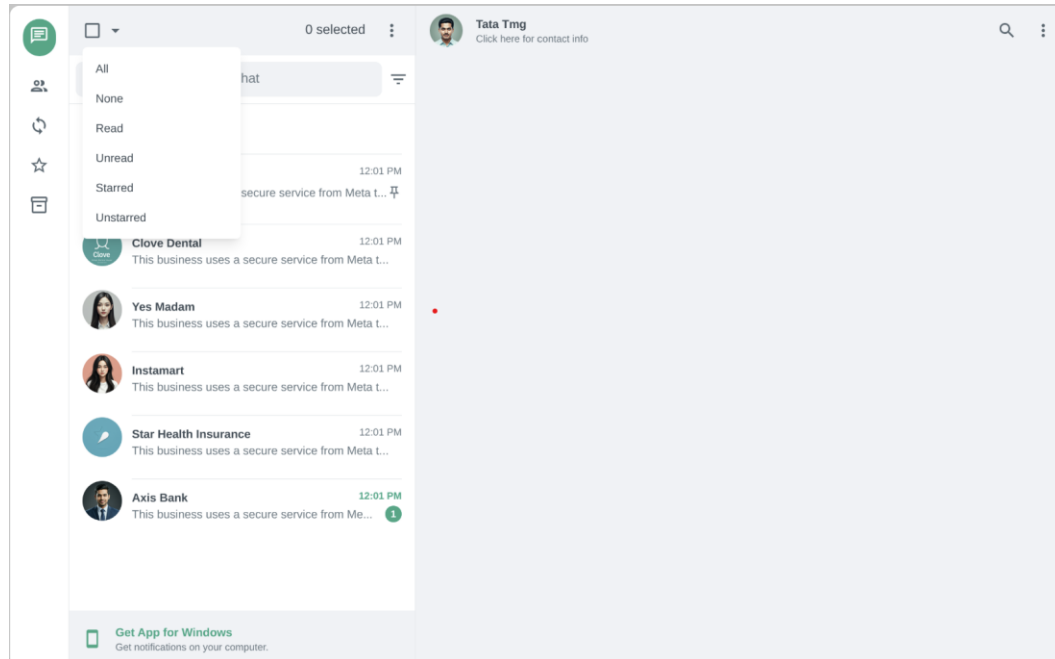 0 selected
Tata Tmg
Click here for contact info
All
None
Read
Unread
Starred
Unstarred
hat
12:01 PM
secure service from Meta t...
Clove
Clove Dental
12:01 PM
This business uses a secure service from Meta t...
Yes Madam
12:01 PM
This business uses a secure service from Meta t...
Instamart
12:01 PM
This business uses a secure service from Meta t...
Star Health Insurance
12:01 PM
This business uses a secure service from Meta t...
Axis Bank
12:01 PM
This business uses a secure service from Me...
1
Get App for Windows
Get notifications on your computer.